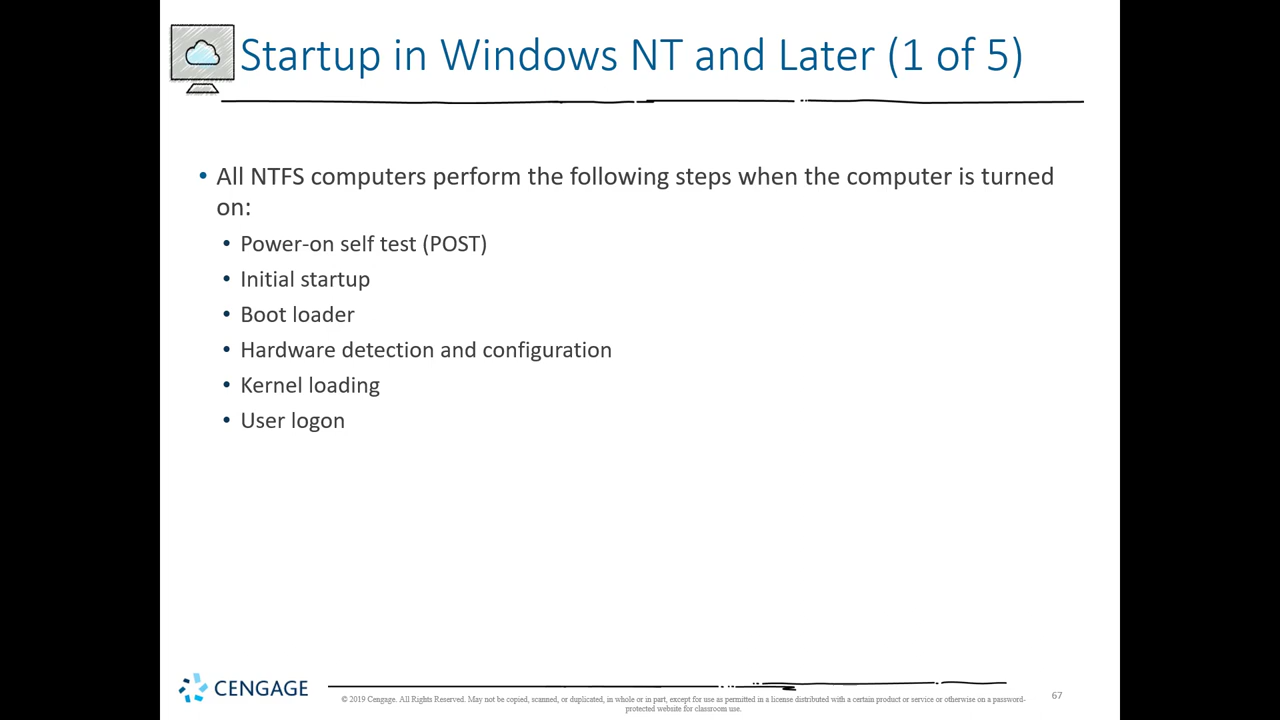 Startup in Windows NT and Later (1 of 5)
• All NTFS computers perform the following steps when the computer is turned
on:
• Power-on self test (POST)
• Initial startup
• Boot loader
• Hardware detection and configuration
• Kernel loading
• User logon
CENGAGE
© 2019 Cengage. All Rights Reserved. May not be copied, scanned, or duplicated, in whole or in part, except for use as permitted in a license distributed with a certain product or service or otherwise on a password-
protected website for classroom use.
67